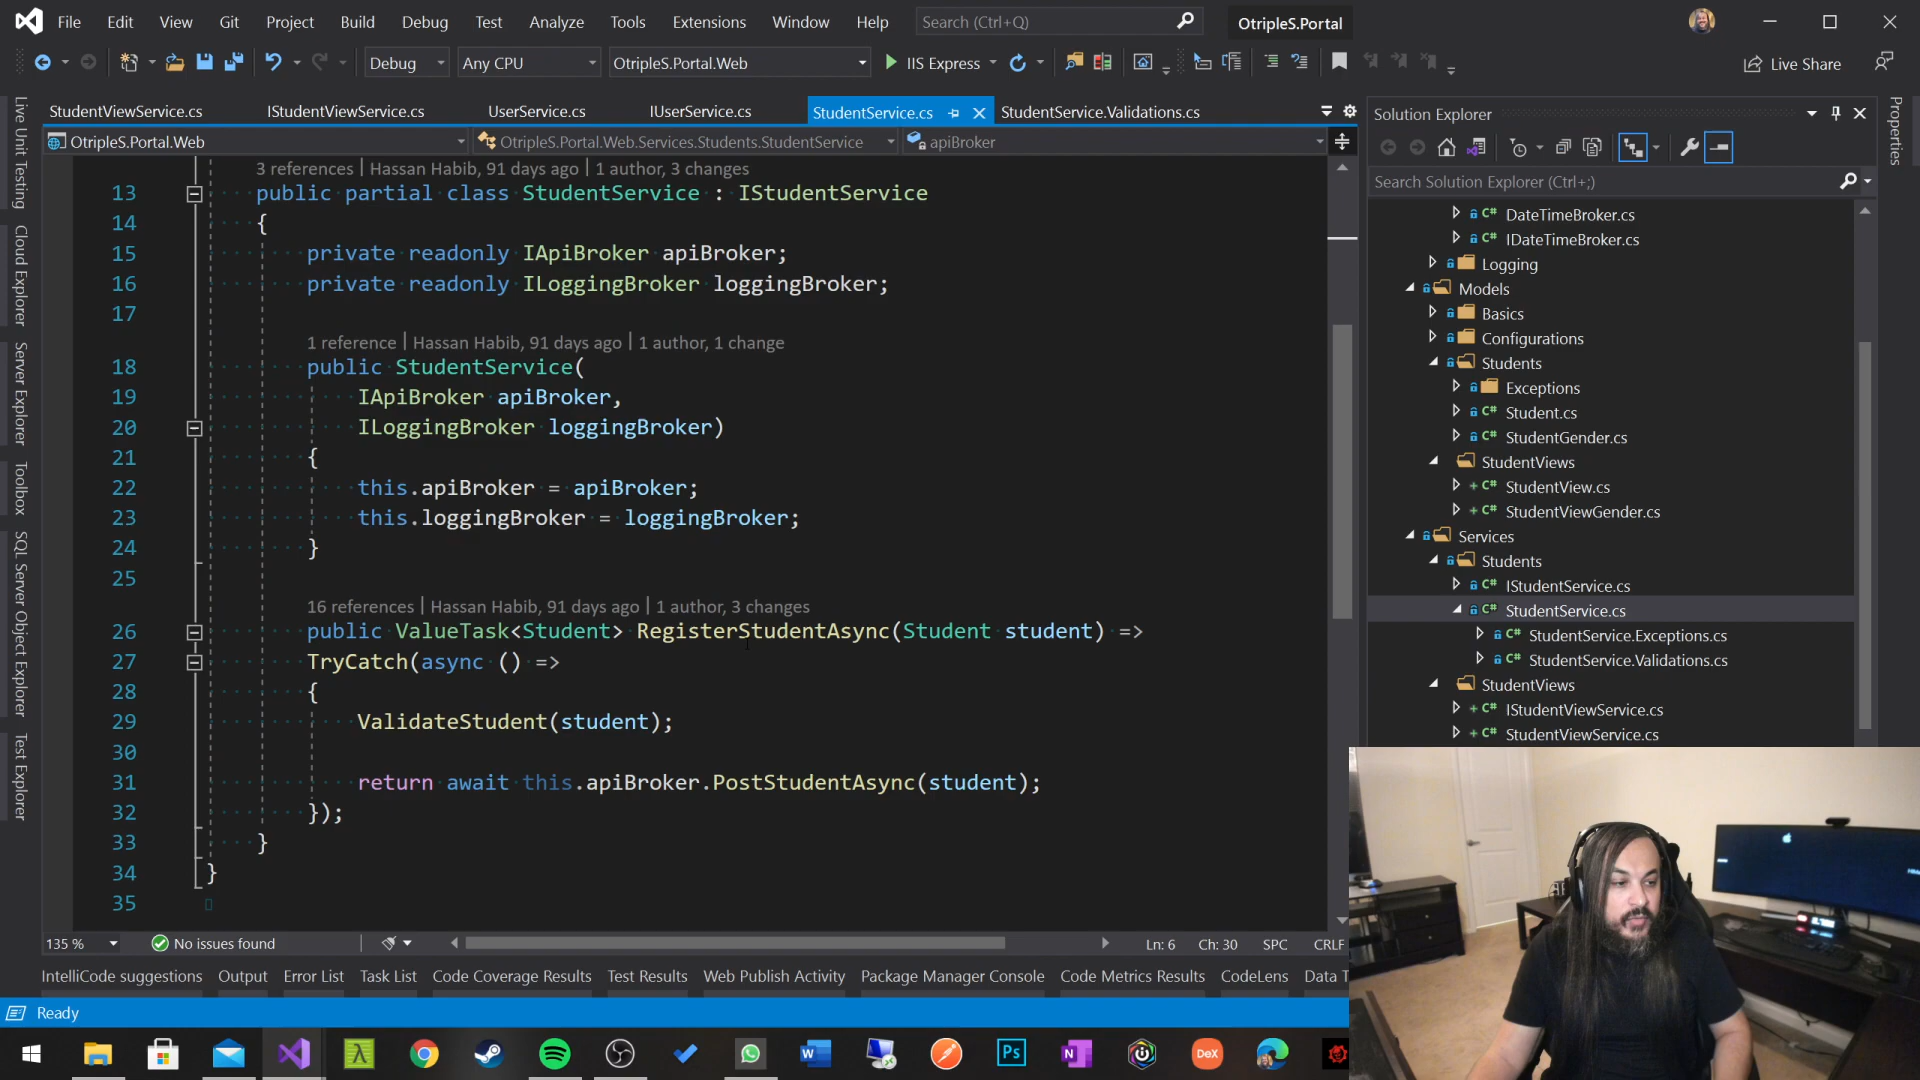 File Edit View Git Project Build Debug Test Analyze Tools Extensions Window Help Search (Ctrl+Q) OtripleS.Portal
Debug Any CPU OtripleS.Portal.Web IIS Express Live Share
StudentViewService.cs IStudentViewService.cs UserService.cs IUserService.cs StudentService.cs StudentService.Validations.cs
OtripleS.Portal.Web OtripleS.Portal.Web.Services.Students.StudentService apiBroker
Live Unit Testing
Cloud Explorer
Server Explorer
Toolbox
SQL Server Object Explorer
Test Explorer
3 references | Hassan Habib, 91 days ago | 1 author, 3 changes
13 public partial class StudentService : IStudentService
14 {
15 private readonly IApiBroker apiBroker;
16 private readonly ILoggingBroker loggingBroker;
17
1 reference | Hassan Habib, 91 days ago | 1 author, 1 change
18 public StudentService(
19 IApiBroker apiBroker,
20 ILoggingBroker loggingBroker)
21 {
22 this.apiBroker = apiBroker;
23 this.loggingBroker = loggingBroker;
24 }
25
16 references | Hassan Habib, 91 days ago | 1 author, 3 changes
26 public ValueTask<Student> RegisterStudentAsync(Student student) =>
27 TryCatch(async () =>
28 {
29 ValidateStudent(student);
30
31 return await this.apiBroker.PostStudentAsync(student);
32 });
33 }
34 }
35
135 % No issues found Ln: 6 Ch: 30 SPC CRLF
IntelliCode suggestions Output Error List Task List Code Coverage Results Test Results Web Publish Activity Package Manager Console Code Metrics Results CodeLens Data T
Ready
Solution Explorer
Search Solution Explorer (Ctrl+;)
C# DateTimeBroker.cs
C# IDateTimeBroker.cs
Logging
Models
Basics
Configurations
Students
Exceptions
C# Student.cs
C# StudentGender.cs
StudentViews
C# StudentView.cs
C# StudentViewGender.cs
Services
Students
C# IStudentService.cs
C# StudentService.cs
C# StudentService.Exceptions.cs
C# StudentService.Validations.cs
StudentViews
C# IStudentViewService.cs
C# StudentViewService.cs
Properties
λ W Ps N DeX